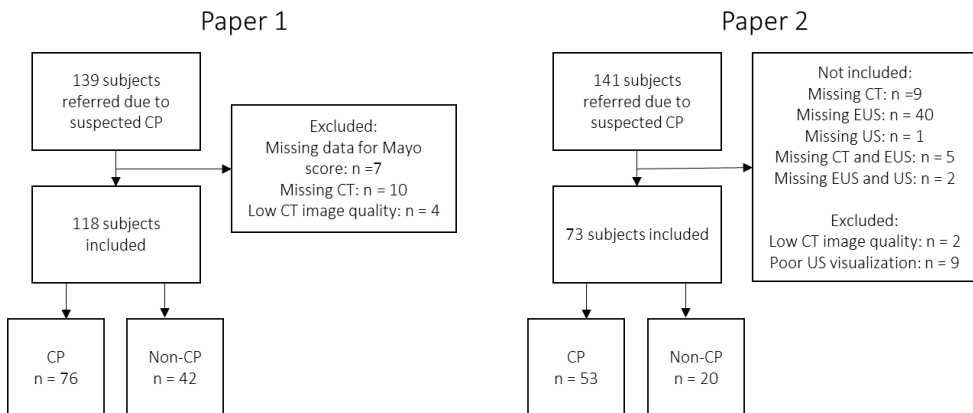 Paper 1
139 subjects
referred due to
suspected CP
Excluded:
Missing data for Mayo
score: n =7
Missing CT: n = 10
Low CT image quality: n = 4
118 subjects
included
CP
n = 76
Non-CP
n = 42
Paper 2
141 subjects
referred due to
suspected CP
Not included:
Missing CT: n =9
Missing EUS: n = 40
Missing US: n = 1
Missing CT and EUS: n = 5
Missing EUS and US: n = 2
Excluded:
Low CT image quality: n = 2
Poor US visualization: n = 9
73 subjects included
CP
n = 53
Non-CP
n = 20